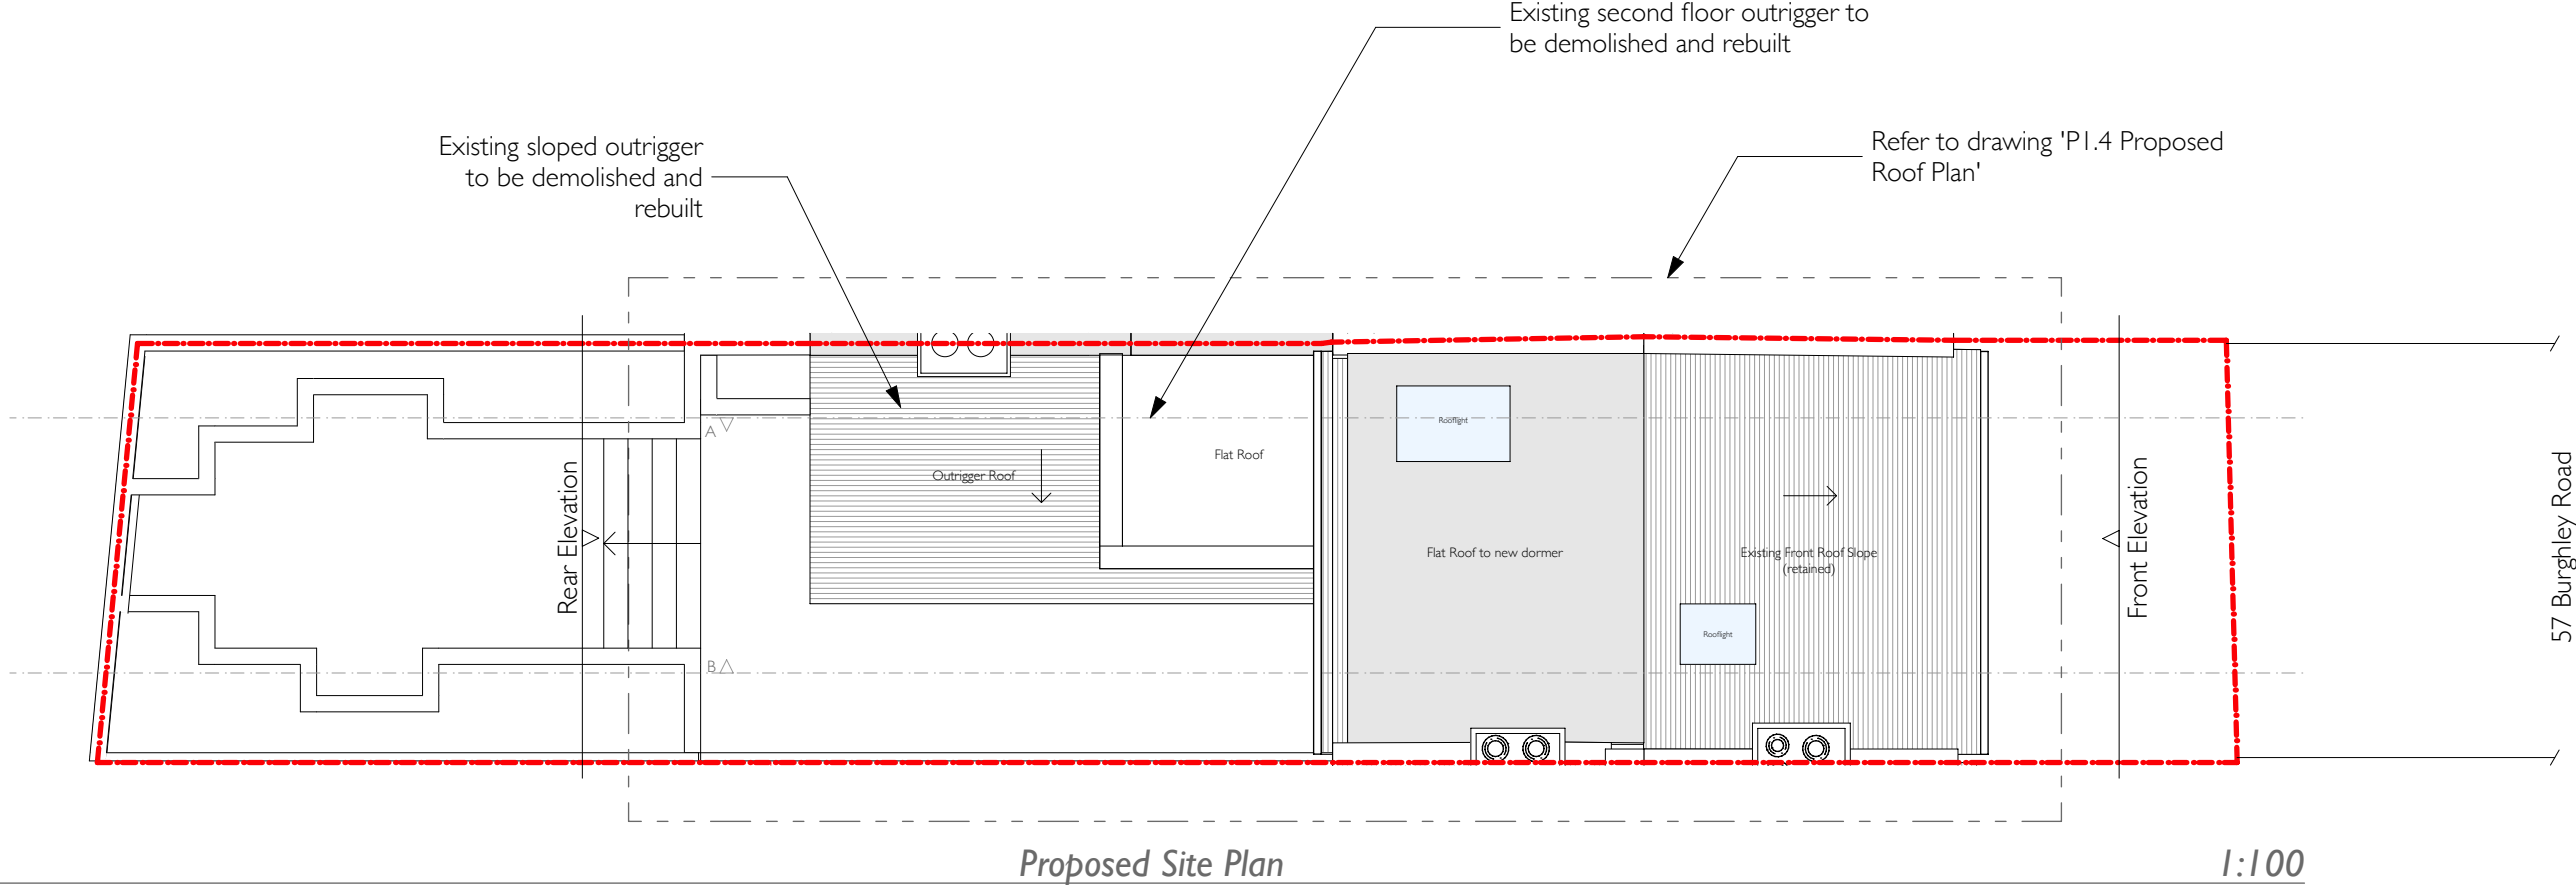 Existing second floor outrigger to
be demolished and rebuilt
Existing sloped outrigger
to be demolished and
rebuilt
Refer to drawing 'P1.4 Proposed
Roof Plan'
Rear Elevation
A
B
Outrigger Roof
Flat Roof
Rooflight
Flat Roof to new dormer
Existing Front Roof Slope
(retained)
Rooflight
Front Elevation
57 Burghley Road
Proposed Site Plan
1:100